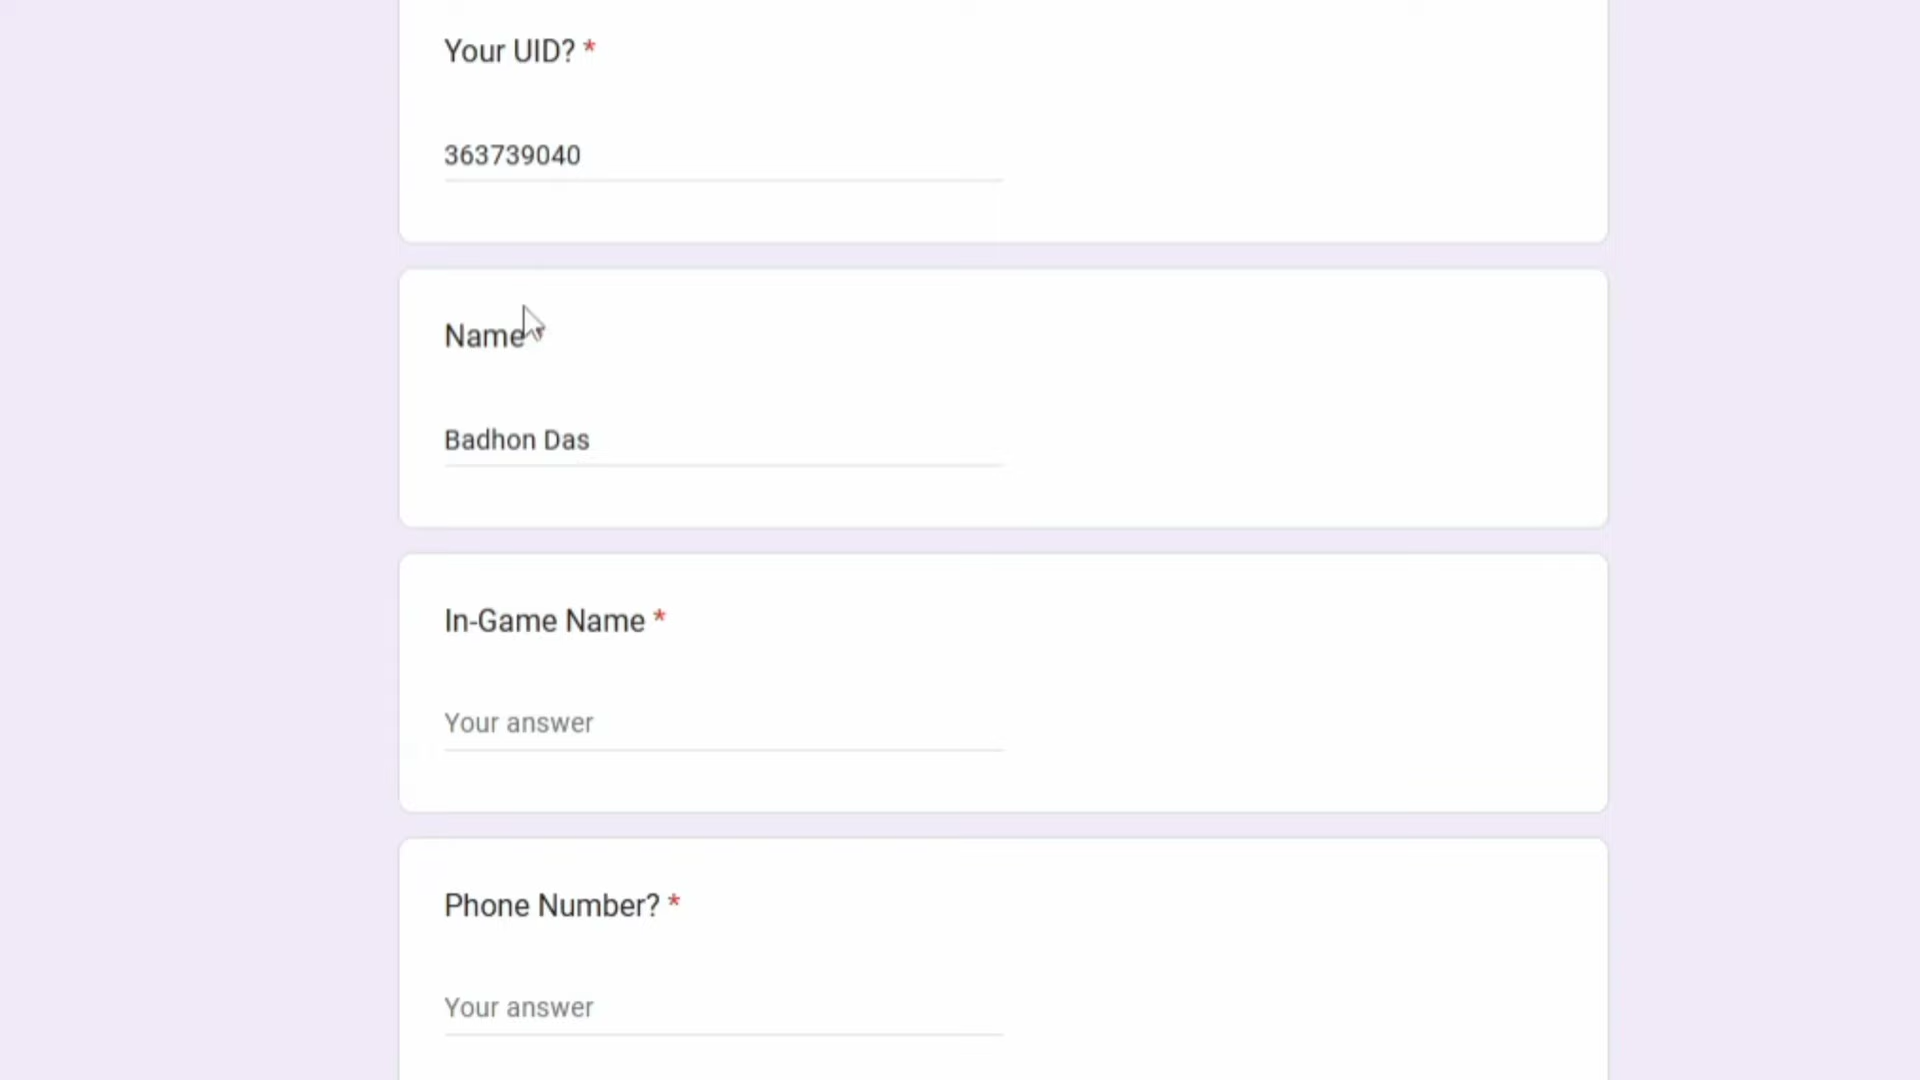 Your UID? *
363739040
Name
Badhon Das
In-Game Name *
Your answer
Phone Number? *
Your answer